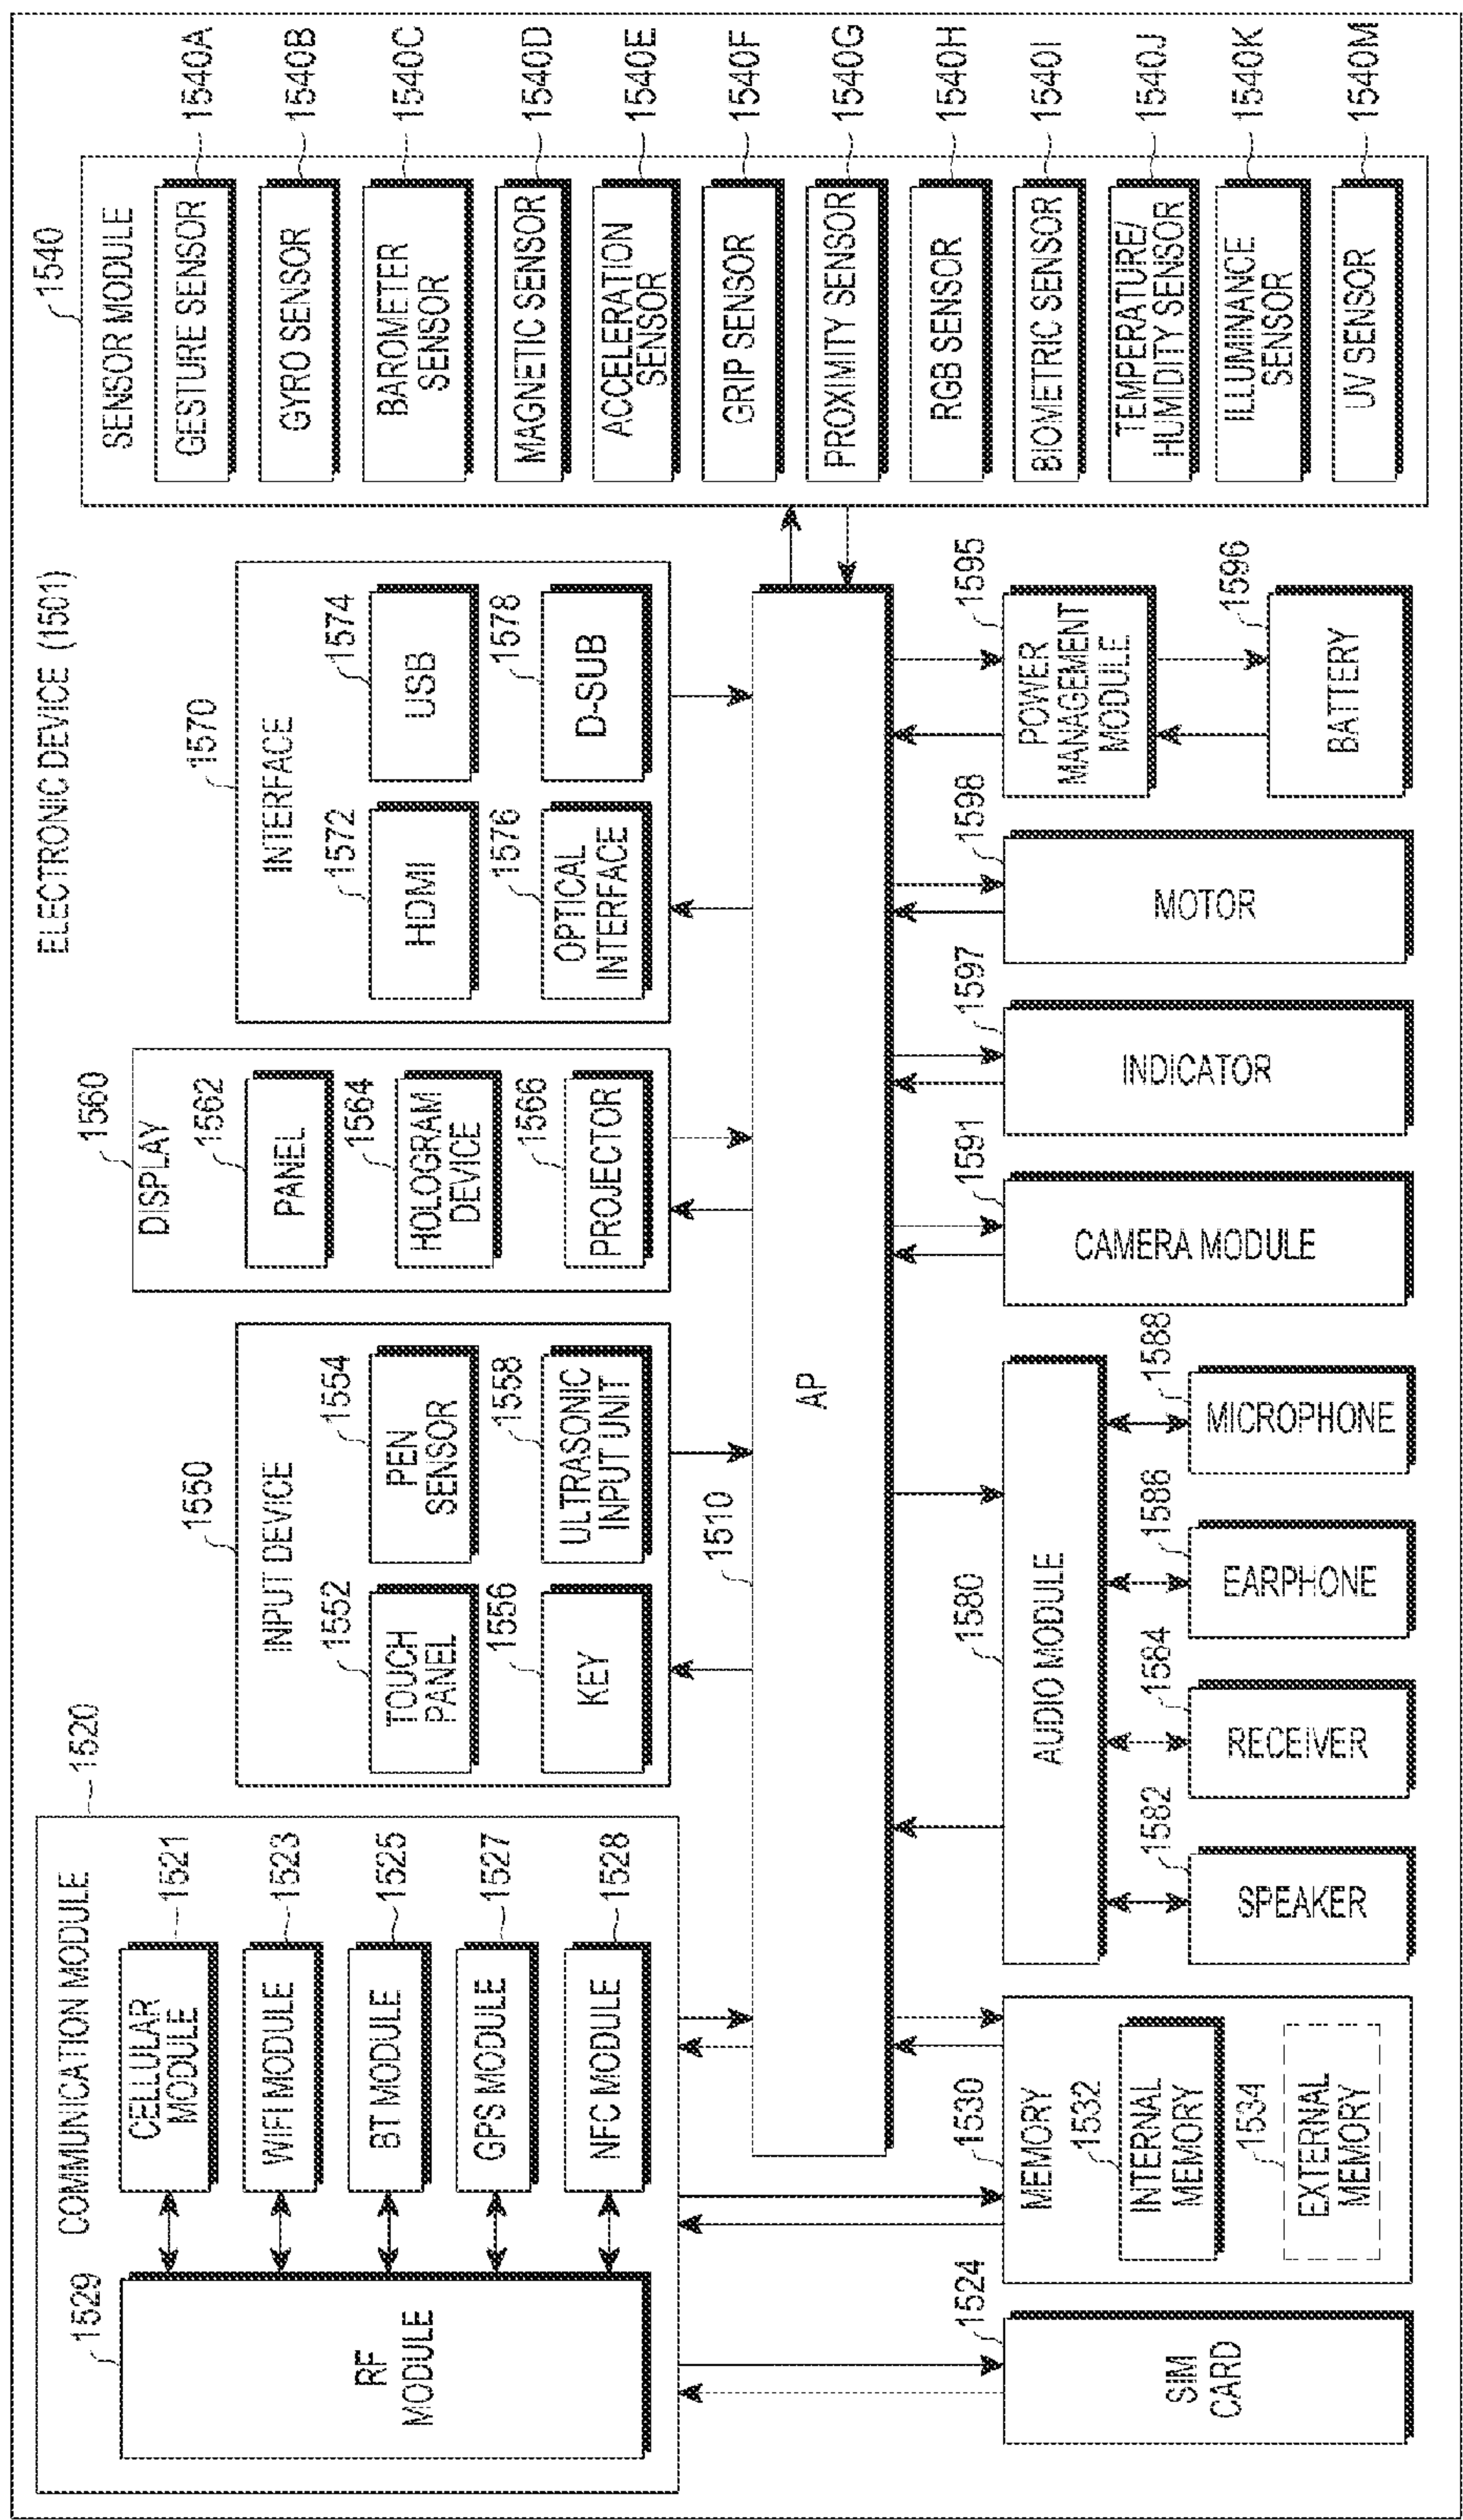 ELECTRONIC DEVICE (1501)
1520
COMMUNICATION MODULE
1529
RF
MODULE
CELLULAR
MODULE
1521
WIFI MODULE
1523
BT MODULE
1525
GPS MODULE
1527
NFC MODULE
1528
1550
INPUT DEVICE
1552
TOUCH
PANEL
1554
PEN
SENSOR
1556
KEY
1558
ULTRASONIC
INPUT UNIT
1560
DISPLAY
1562
PANEL
1564
HOLOGRAM
DEVICE
1566
PROJECTOR
1570
INTERFACE
1572
HDMI
1574
USB
1576
OPTICAL
INTERFACE
1578
D-SUB
1540
SENSOR MODULE
GESTURE SENSOR
1540A
GYRO SENSOR
1540B
BAROMETER
SENSOR
1540C
MAGNETIC SENSOR
1540D
ACCELERATION
SENSOR
1540E
GRIP SENSOR
1540F
PROXIMITY SENSOR
1540G
RGB SENSOR
1540H
BIOMETRIC SENSOR
1540I
TEMPERATURE/
HUMIDITY SENSOR
1540J
ILLUMINANCE
SENSOR
1540K
UV SENSOR
1540M
1510
AP
1524
SIM
CARD
1530
MEMORY
1532
INTERNAL
MEMORY
1534
EXTERNAL
MEMORY
1580
AUDIO MODULE
1582
SPEAKER
1584
RECEIVER
1586
EARPHONE
1588
MICROPHONE
1591
CAMERA MODULE
1597
INDICATOR
1598
MOTOR
1595
POWER
MANAGEMENT
MODULE
1596
BATTERY